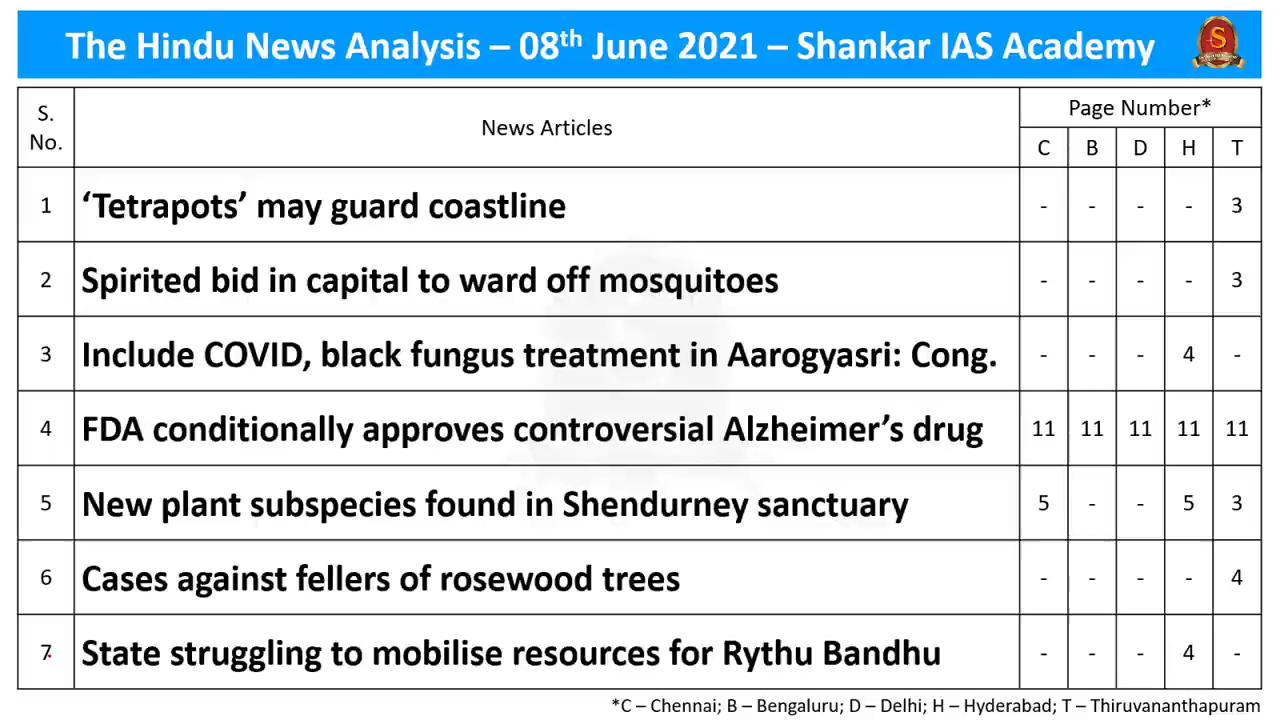 The Hindu News Analysis – 08th June 2021 – Shankar IAS Academy
S. No. News Articles Page Number*
C B D H T
1 ‘Tetrapots’ may guard coastline - - - - 3
2 Spirited bid in capital to ward off mosquitoes - - - - 3
3 Include COVID, black fungus treatment in Aarogyasri: Cong. - - - 4 -
4 FDA conditionally approves controversial Alzheimer’s drug 11 11 11 11 11
5 New plant subspecies found in Shendurney sanctuary 5 - - 5 3
6 Cases against fellers of rosewood trees - - - - 4
7 State struggling to mobilise resources for Rythu Bandhu - - - 4 -
*C – Chennai; B – Bengaluru; D – Delhi; H – Hyderabad; T – Thiruvananthapuram